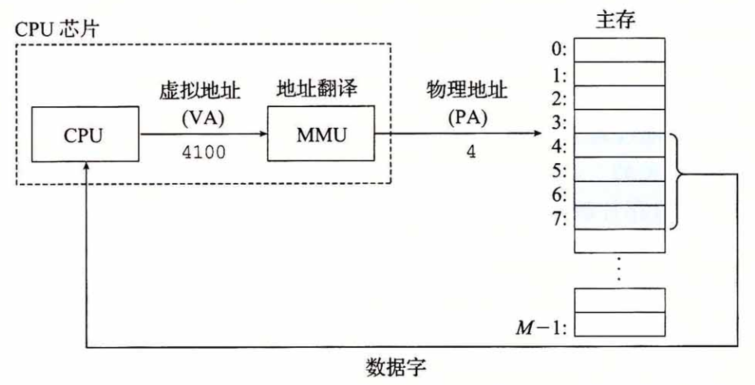 CPU 芯片
主存
虚拟地址
(VA)
4100
地址翻译
物理地址
(PA)
4
CPU
MMU
0:
1:
2:
3:
4:
5:
6:
7:
M−1:
数据字